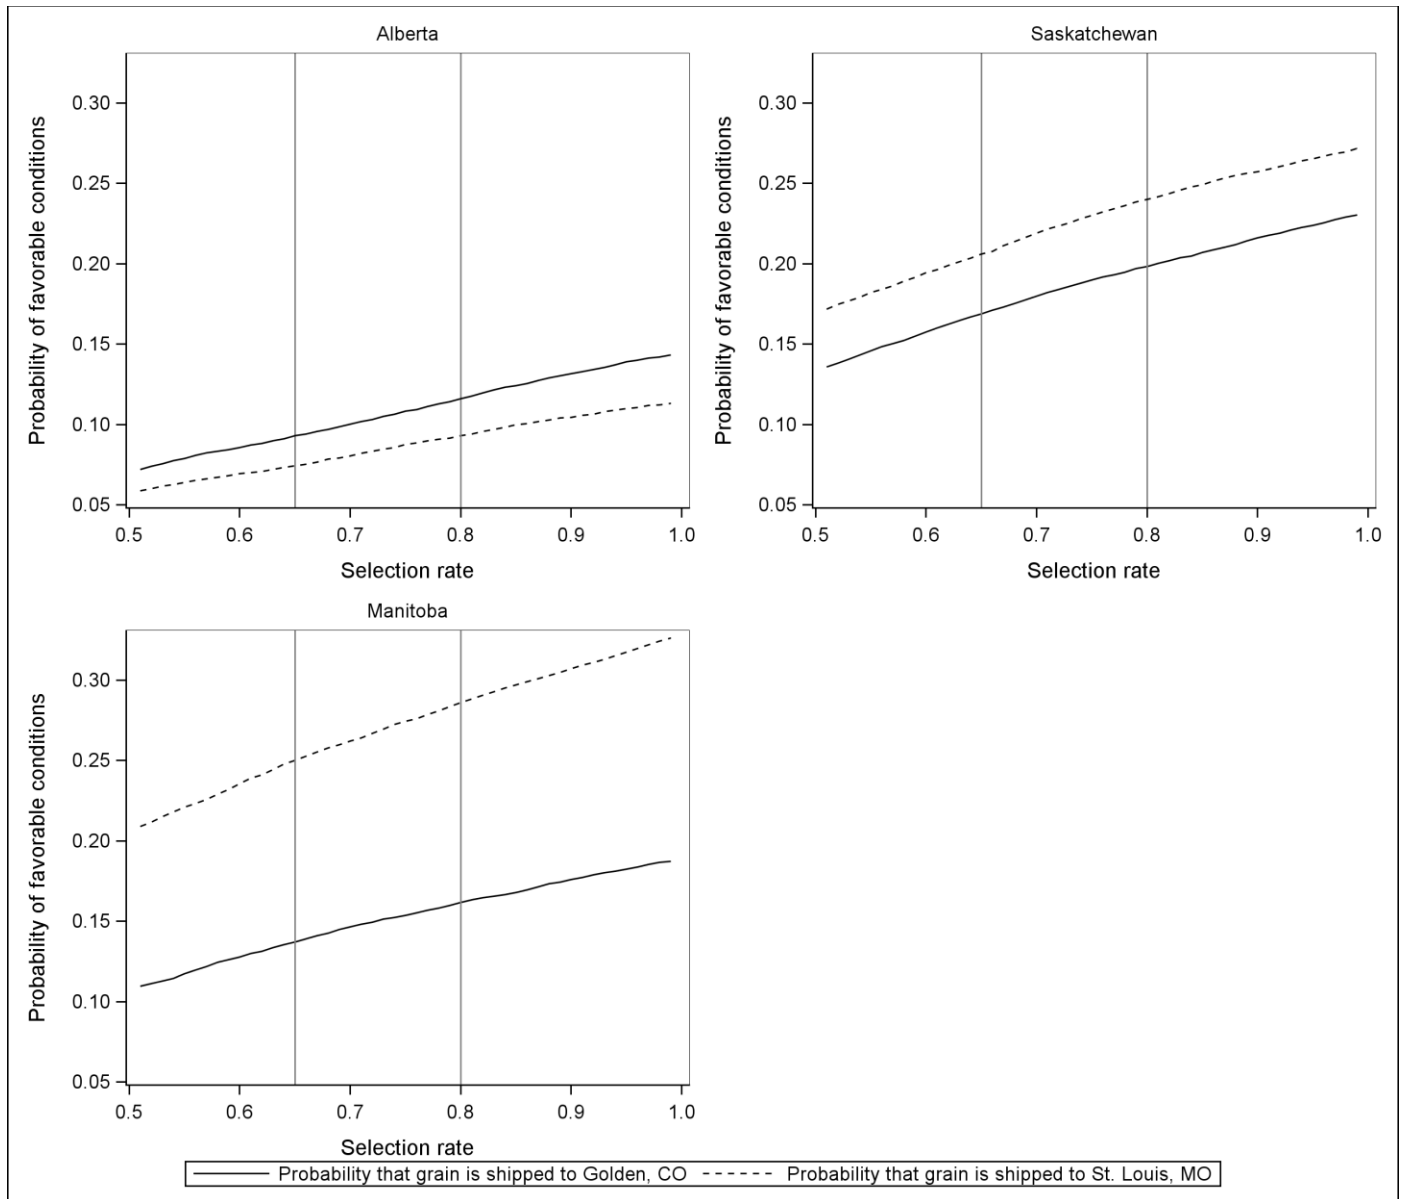 Alberta
Probability of favorable conditions
0.30
0.25
0.20
0.15
0.10
0.05
0.5 0.6 0.7 0.8 0.9 1.0
Selection rate
Saskatchewan
Probability of favorable conditions
0.30
0.25
0.20
0.15
0.10
0.05
0.5 0.6 0.7 0.8 0.9 1.0
Selection rate
Manitoba
Probability of favorable conditions
0.30
0.25
0.20
0.15
0.10
0.05
0.5 0.6 0.7 0.8 0.9 1.0
Selection rate
Probability that grain is shipped to Golden, CO Probability that grain is shipped to St. Louis, MO